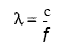 λ = c/f